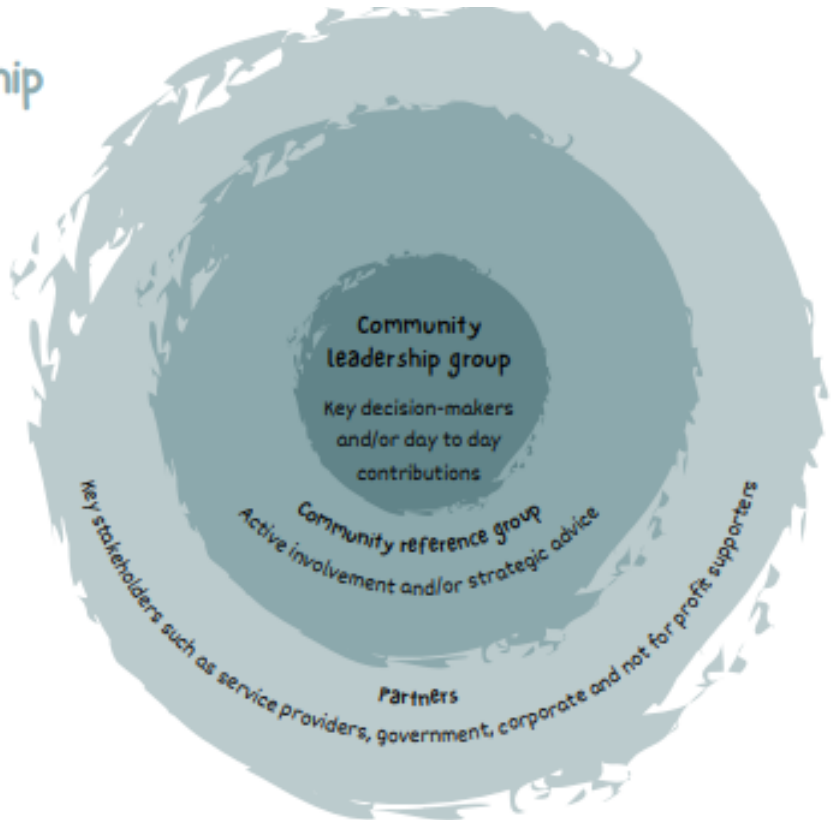 Community
leadership group
Key decision-makers
and/or day to day
contributions
Community reference group
Active involvement and/or strategic advice
Partners
Key stakeholders such as service providers, government, corporate and not for profit supporters